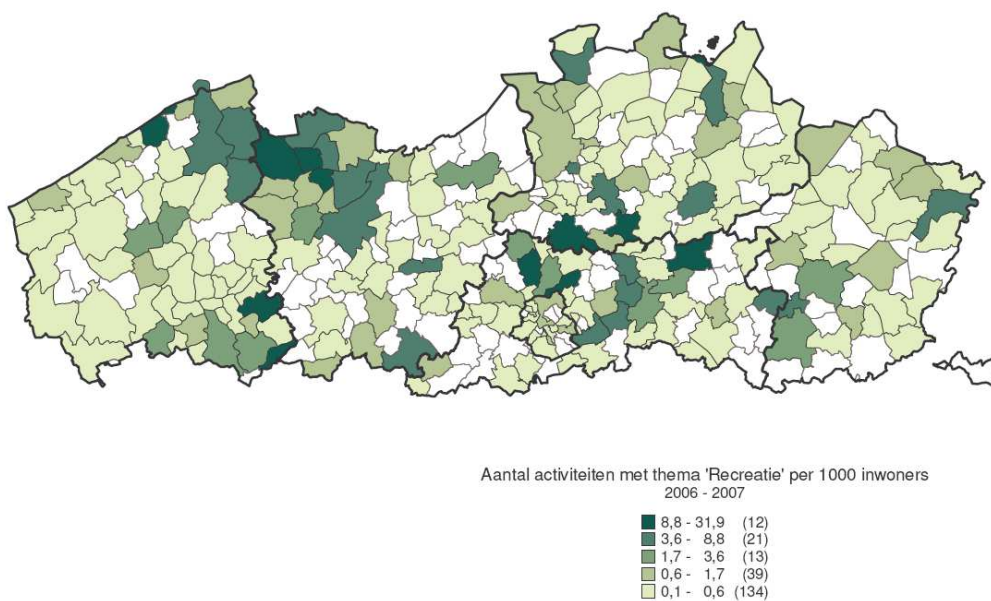 Aantal activiteiten met thema 'Recreatie' per 1000 inwoners
2006 - 2007
8,8 - 31,9 (12)
3,6 - 8,8 (21)
1,7 - 3,6 (13)
0,6 - 1,7 (39)
0,1 - 0,6 (134)